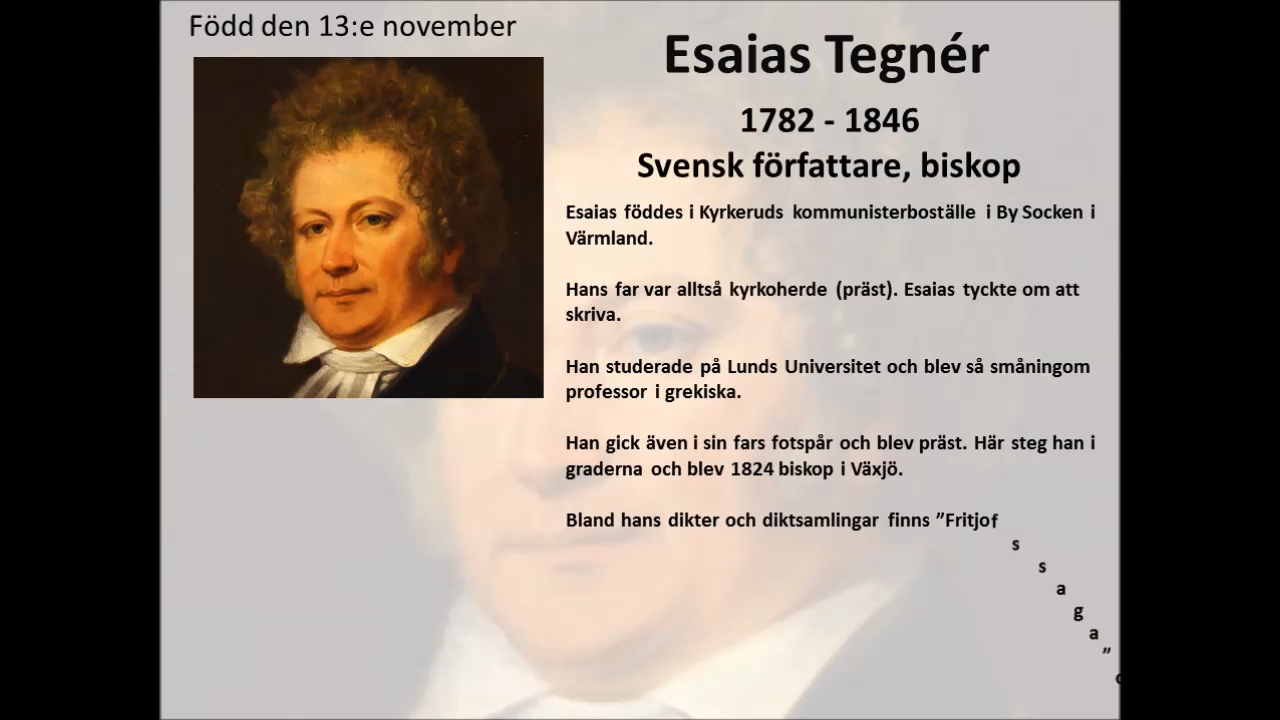 Född den 13:e november
Esaias Tegnér
1782 - 1846
Svensk författare, biskop
Esaias föddes i Kyrkeruds kommunisterboställe i By Socken i
Värmland.
Hans far var alltså kyrkoherde (präst). Esaias tyckte om att
skriva.
Han studerade på Lunds Universitet och blev så småningom
professor i grekiska.
Han gick även i sin fars fotspår och blev präst. Här steg han i
graderna och blev 1824 biskop i Växjö.
Bland hans dikter och diktsamlingar finns ”Fritjofs saga”